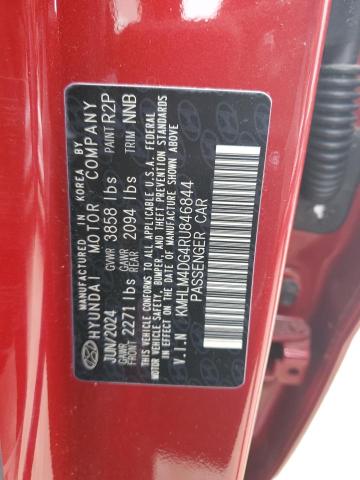 MANUFACTURED IN KOREA BY
HYUNDAI MOTOR COMPANY
JUN/2024 GVWR 3858 lbs PAINT R2P
GAWR FRONT 2271 lbs GAWR REAR 2094 lbs TRIM NNB
THIS VEHICLE CONFORMS TO ALL APPLICABLE U.S.A. FEDERAL
MOTOR VEHICLE SAFETY, BUMPER, AND THEFT PREVENTION
STANDARDS IN EFFECT ON THE DATE OF MANUFACTURE SHOWN ABOVE
V.I.N KMHLM4DG4RU846844
PASSENGER CAR